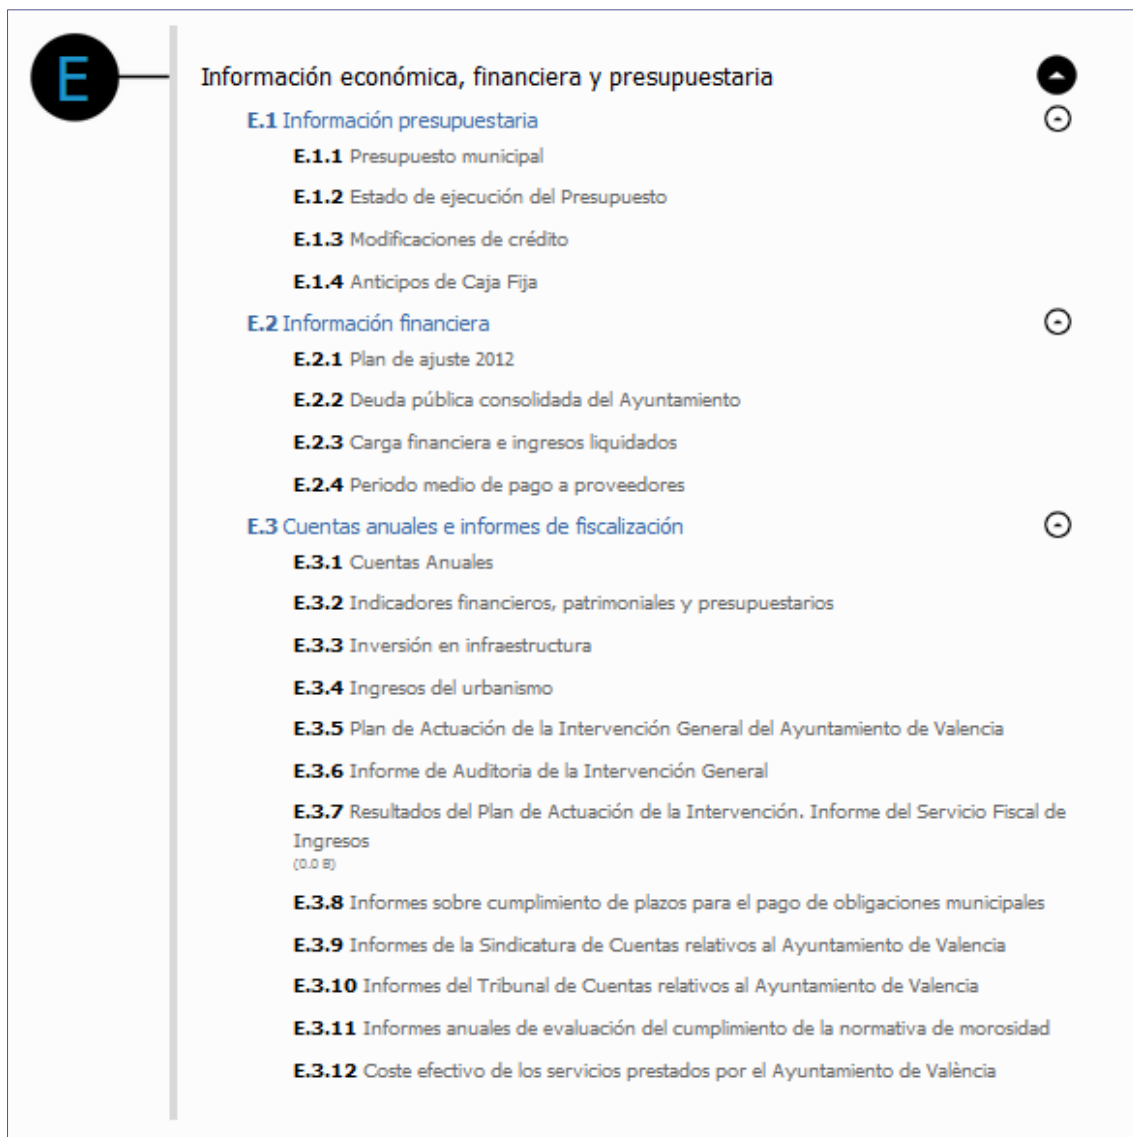 E
Información económica, financiera y presupuestaria
E.1 Información presupuestaria
E.1.1 Presupuesto municipal
E.1.2 Estado de ejecución del Presupuesto
E.1.3 Modificaciones de crédito
E.1.4 Anticipos de Caja Fija
E.2 Información financiera
E.2.1 Plan de ajuste 2012
E.2.2 Deuda pública consolidada del Ayuntamiento
E.2.3 Carga financiera e ingresos liquidados
E.2.4 Periodo medio de pago a proveedores
E.3 Cuentas anuales e informes de fiscalización
E.3.1 Cuentas Anuales
E.3.2 Indicadores financieros, patrimoniales y presupuestarios
E.3.3 Inversión en infraestructura
E.3.4 Ingresos del urbanismo
E.3.5 Plan de Actuación de la Intervención General del Ayuntamiento de Valencia
E.3.6 Informe de Auditoria de la Intervención General
E.3.7 Resultados del Plan de Actuación de la Intervención. Informe del Servicio Fiscal de
Ingresos
(0.0 B)
E.3.8 Informes sobre cumplimiento de plazos para el pago de obligaciones municipales
E.3.9 Informes de la Sindicatura de Cuentas relativos al Ayuntamiento de Valencia
E.3.10 Informes del Tribunal de Cuentas relativos al Ayuntamiento de Valencia
E.3.11 Informes anuales de evaluación del cumplimiento de la normativa de morosidad
E.3.12 Coste efectivo de los servicios prestados por el Ayuntamiento de València